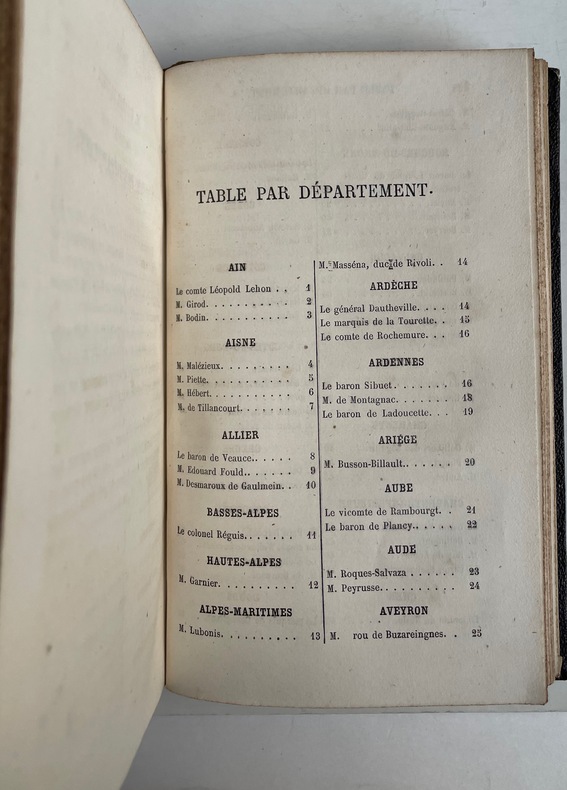 TABLE PAR DÉPARTEMENT.
AIN
Le comte Léopold Lehon . . 1
M. Girod. . . . . . . . . . . 2
M. Bodin. . . . . . . . . . . 3
AISNE
M. Malézieux. . . . . . . . . 4
M. Piette. . . . . . . . . . . 5
M. Hébert. . . . . . . . . . 6
M. de Tillancourt. . . . . . . 7
ALLIER
Le baron de Veauce. . . . . . 8
M. Edouard Fould. . . . . . . 9
M. Desmaroux de Gaulmein. . 10
BASSES-ALPES
Le colonel Réguis. . . . . . . 11
HAUTES-ALPES
M. Garnier. . . . . . . . . . . 12
ALPES-MARITIMES
M. Lubonis. . . . . . . . . . 13
M. Masséna, duc de Rivoli. . 14
ARDÈCHE
Le général Dautheville. . . . 14
Le marquis de la Tourette. . 15
Le comte de Rochemure. . . 16
ARDENNES
Le baron Sibuet. . . . . . . . 16
M. de Montagnac. . . . . . . 18
Le baron de Ladoucette. . . 19
ARIÉGE
M. Busson-Billault. . . . . . . 20
AUBE
Le vicomte de Rambourgt. . 21
Le baron de Plancy. . . . . . 22
AUDE
M. Roques-Salvaza . . . . . . 23
M. Peyrusse. . . . . . . . . . 24
AVEYRON
M. rou de Buzareingnes. . 25